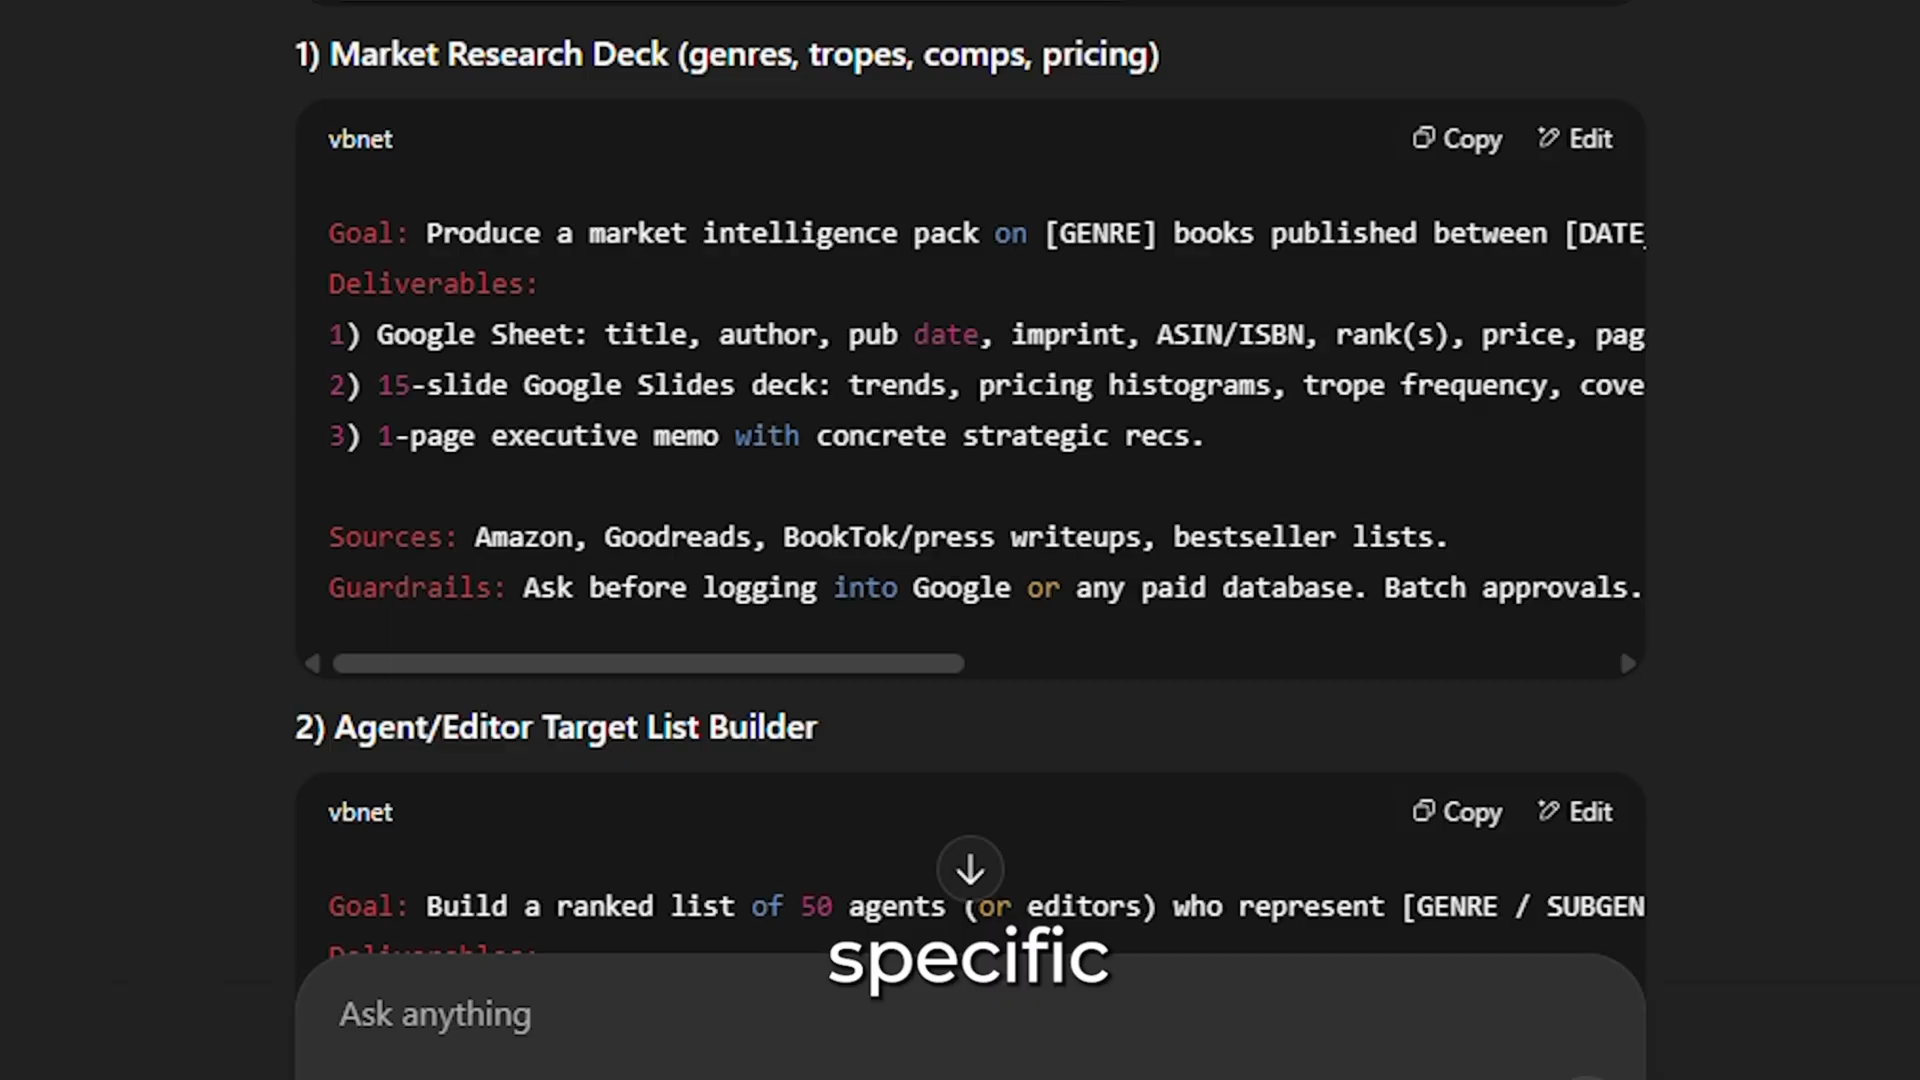 1) Market Research Deck (genres, tropes, comps, pricing)
vbnet
Copy
Edit
Goal: Produce a market intelligence pack on [GENRE] books published between [DATE_
Deliverables:
1) Google Sheet: title, author, pub date, imprint, ASIN/ISBN, rank(s), price, pag
2) 15-slide Google Slides deck: trends, pricing histograms, trope frequency, cove
3) 1-page executive memo with concrete strategic recs.
Sources: Amazon, Goodreads, BookTok/press writeups, bestseller lists.
Guardrails: Ask before logging into Google or any paid database. Batch approvals.
2) Agent/Editor Target List Builder
vbnet
Copy
Edit
Goal: Build a ranked list of 50 agents (or editors) who represent [GENRE / SUBGEN
Deliverables:
specific
Ask anything